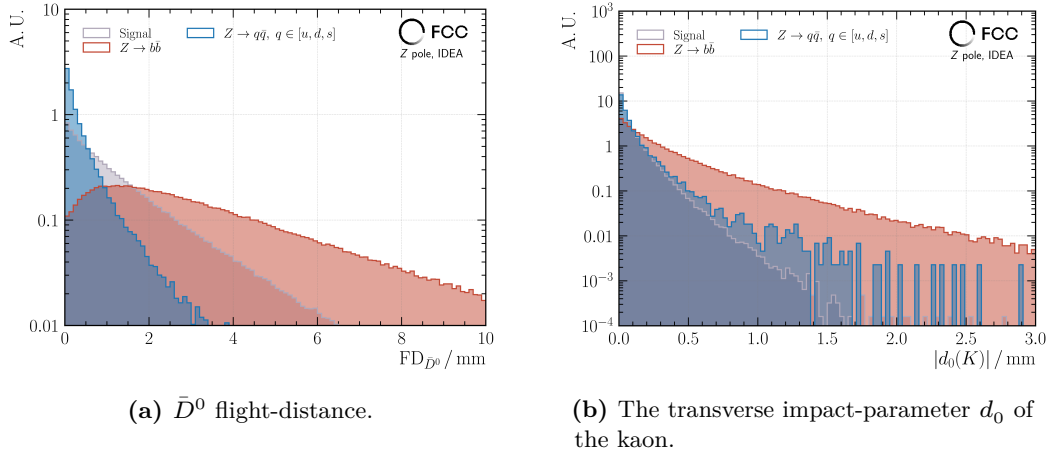 A. U.
10
1
0.1
0.01
Signal
Z → bb̄
Z → qq̄, q ∈ [u, d, s]
FCC
Z pole, IDEA
0 2 4 6 8 10
FD_{D̄⁰} / mm
(a) D̄⁰ flight-distance.
A. U.
10³
100
10
1
0.1
0.01
10⁻³
10⁻⁴
Signal
Z → bb̄
Z → qq̄, q ∈ [u, d, s]
FCC
Z pole, IDEA
0.0 0.5 1.0 1.5 2.0 2.5 3.0
|d₀(K)| / mm
(b) The transverse impact-parameter d₀ of
the kaon.